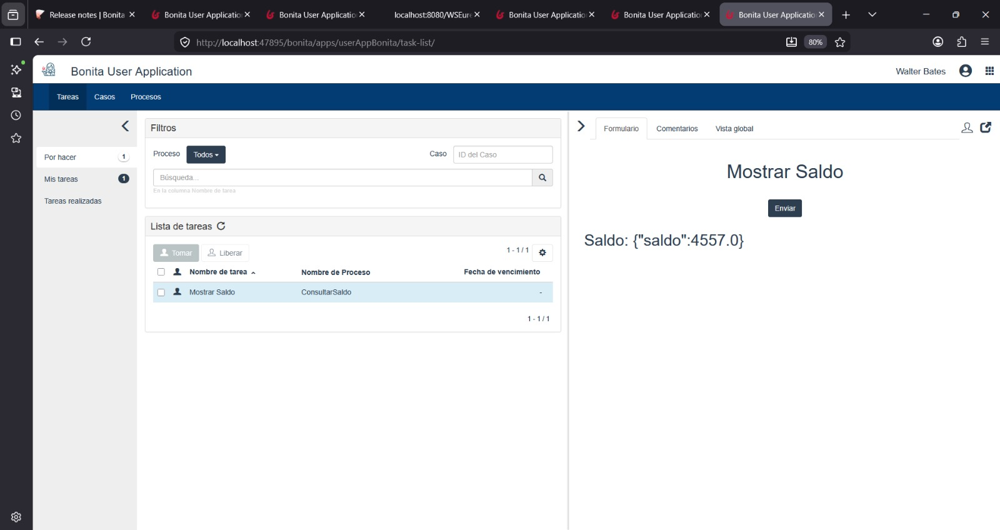 Release notes | Bonita
Bonita User Applicatio
Bonita User Applicatio
localhost:8080/WSEure
Bonita User Applicatio
Bonita User Applicatio
Bonita User Applicatio
http://localhost:47895/bonita/apps/userAppBonita/task-list/
80%
Bonita User Application
Walter Bates
Tareas
Casos
Procesos
Por hacer 1
Mis tareas 1
Tareas realizadas
Filtros
Proceso
Todos
Caso
ID del Caso
Búsqueda...
En la columna Nombre de tarea
Lista de tareas
Tomar
Liberar
1 - 1 / 1
Nombre de tarea
Nombre de Proceso
Fecha de vencimiento
Mostrar Saldo
ConsultarSaldo
-
1 - 1 / 1
Formulario
Comentarios
Vista global
Mostrar Saldo
Enviar
Saldo: {"saldo":4557.0}